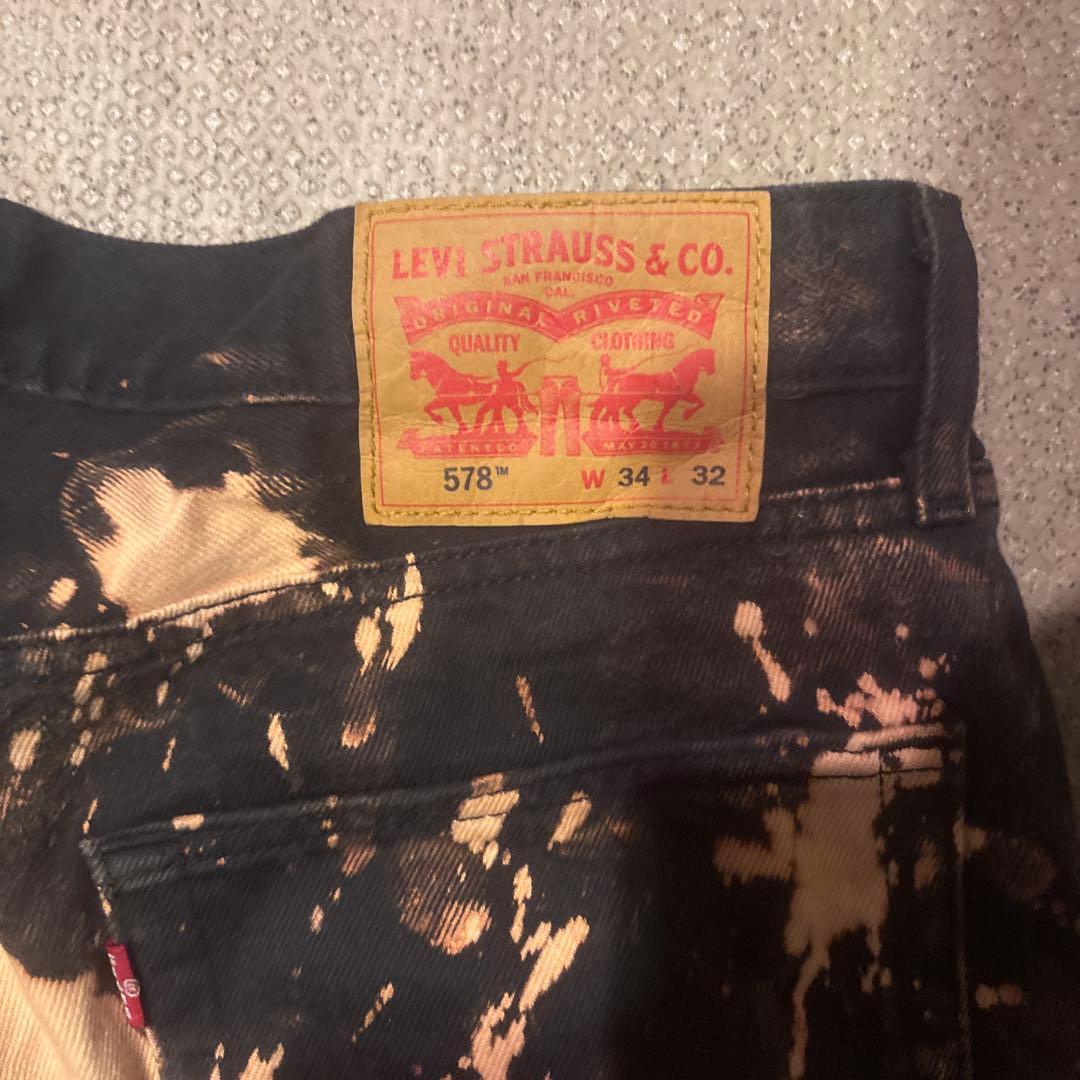 LEVI STRAUSS & CO.
SAN FRANCISCO
CAL.
ORIGINAL RIVETED
QUALITY CLOTHING
PATENTED MAY 20 1873
578™ W 34 L 32